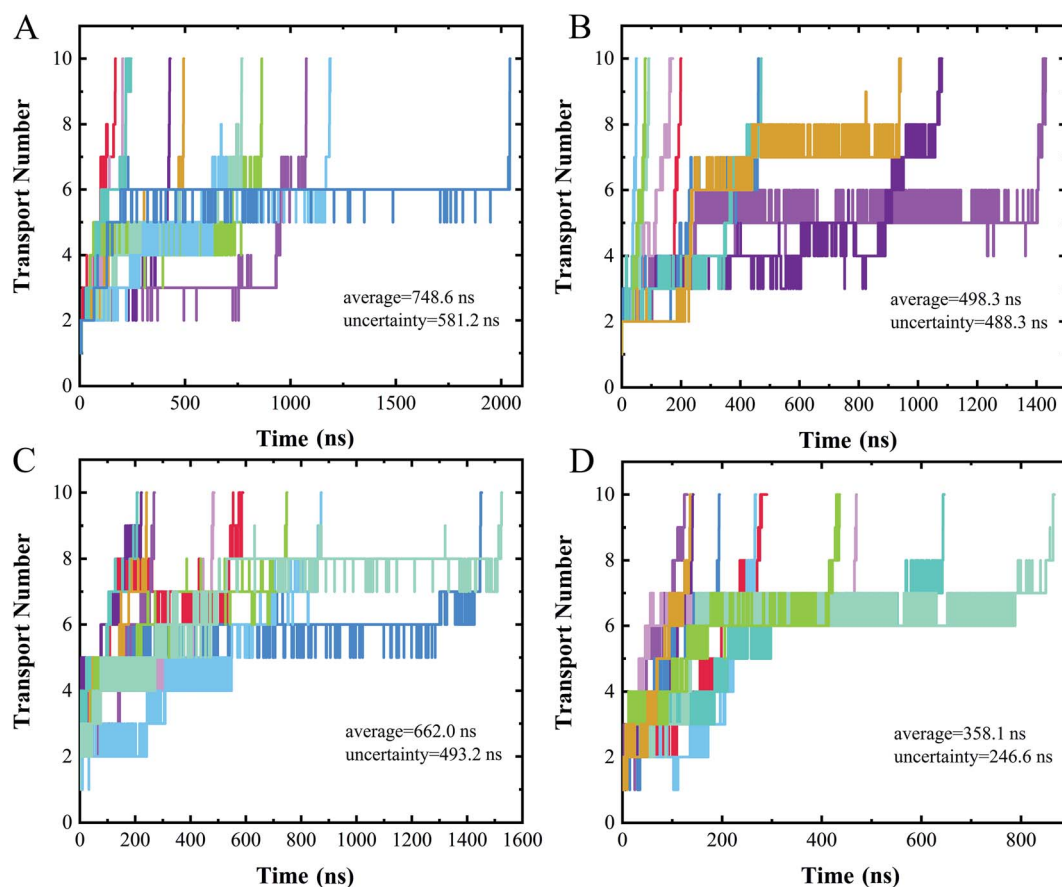 A
Transport Number
10
8
6
4
2
0
average=748.6 ns
uncertainty=581.2 ns
0 500 1000 1500 2000
Time (ns)
B
Transport Number
10
8
6
4
2
0
average=498.3 ns
uncertainty=488.3 ns
0 200 400 600 800 1000 1200 1400
Time (ns)
C
Transport Number
10
8
6
4
2
0
average=662.0 ns
uncertainty=493.2 ns
0 200 400 600 800 1000 1200 1400 1600
Time (ns)
D
Transport Number
10
8
6
4
2
0
average=358.1 ns
uncertainty=246.6 ns
0 200 400 600 800
Time (ns)